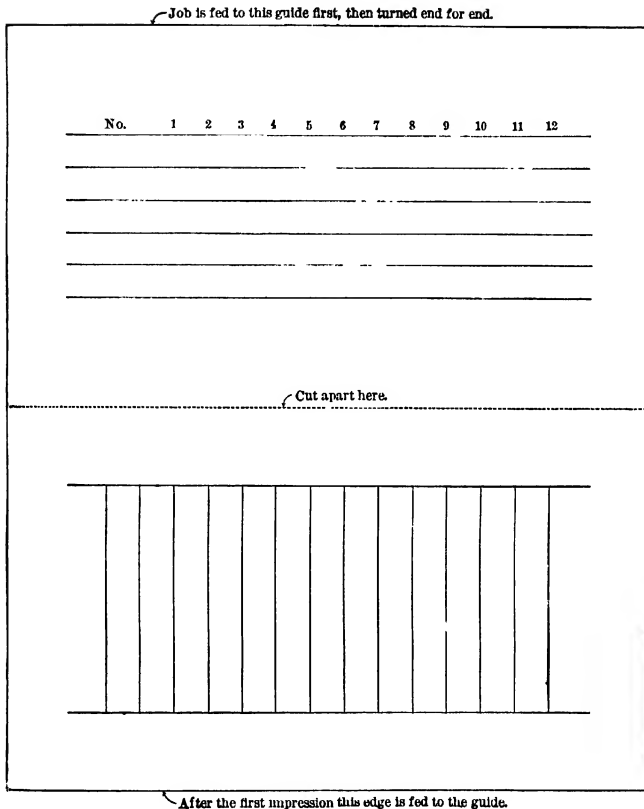 Job is fed to this guide first, then turned end for end.
No. 1 2 3 4 5 6 7 8 9 10 11 12
Cut apart here.
After the first impression this edge is fed to the guide.